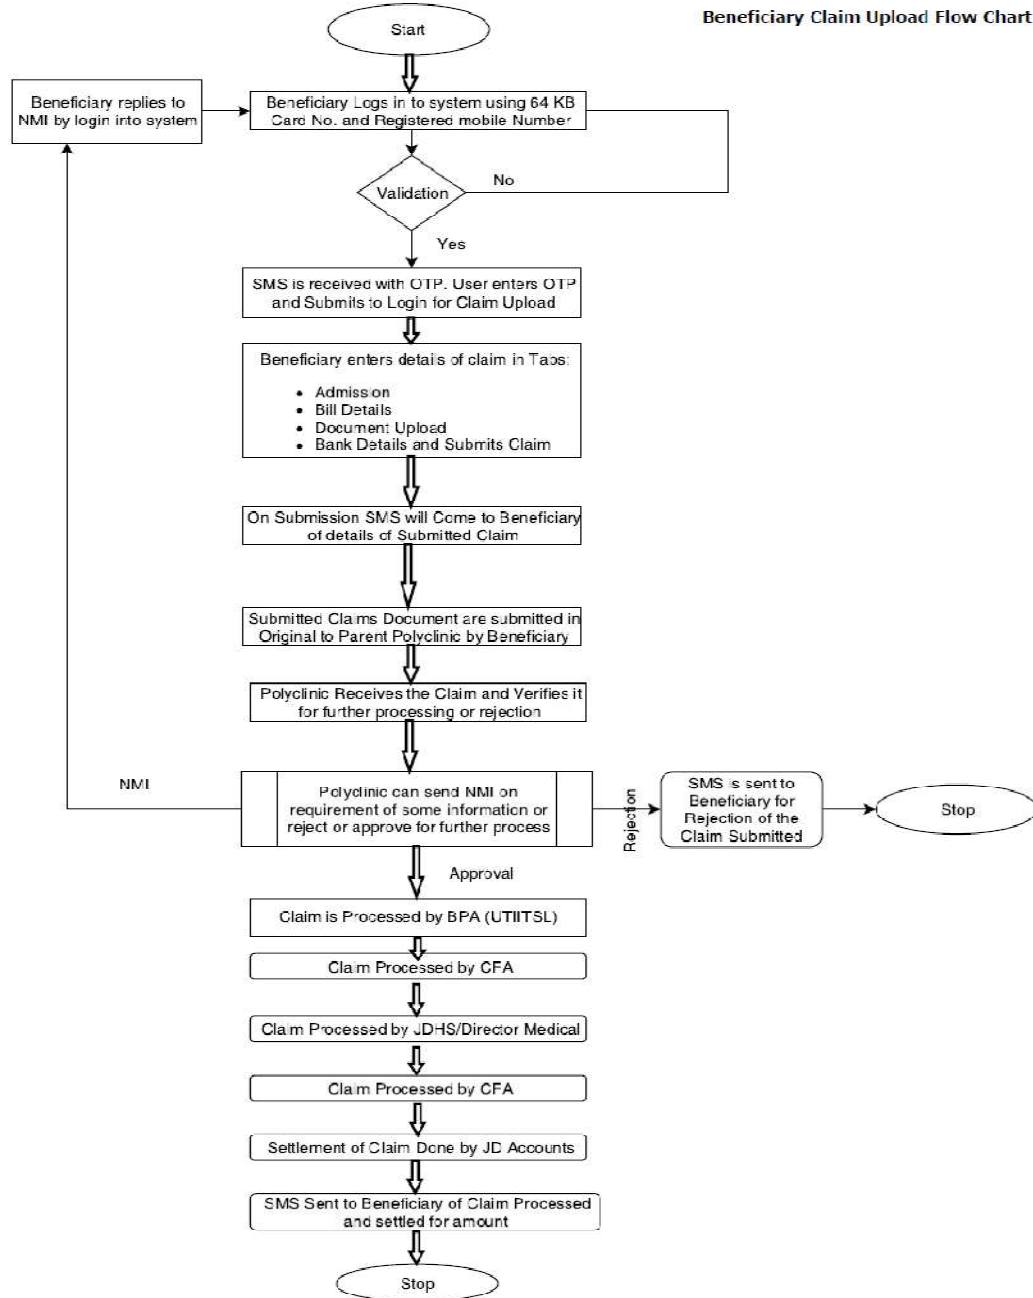 Beneficiary Claim Upload Flow Chart
Start
Beneficiary replies to
NMI by login into system
Beneficiary Logs in to system using 64 KB
Card No. and Registered mobile Number
Validation
No
Yes
SMS is received with OTP. User enters OTP
and Submits to Login for Claim Upload
Beneficiary enters details of claim in Tabs:
• Admission
• Bill Details
• Document Upload
• Bank Details and Submits Claim
On Submission SMS will Come to Beneficiary
of details of Submitted Claim
Submitted Claims Document are submitted in
Original to Parent Polyclinic by Beneficiary
Polyclinic Receives the Claim and Verifies it
for further processing or rejection
NMI
Polyclinic can send NMI on
requirement of some information or
reject or approve for further process
Rejection
SMS is sent to
Beneficiary for
Rejection of the
Claim Submitted
Stop
Approval
Claim is Processed by BPA (UTIITSL)
Claim Processed by CFA
Claim Processed by JDHS/Director Medical
Claim Processed by CFA
Settlement of Claim Done by JD Accounts
SMS Sent to Beneficiary of Claim Processed
and settled for amount
Stop